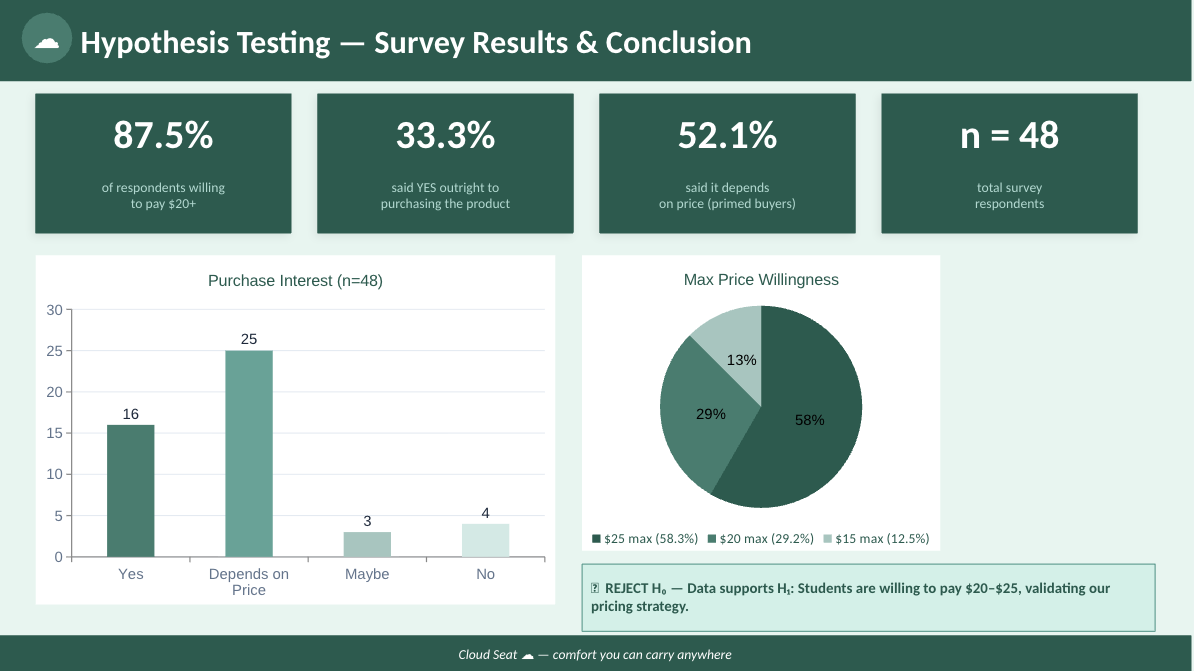 ☁ Hypothesis Testing — Survey Results & Conclusion
87.5%
of respondents willing
to pay $20+
33.3%
said YES outright to
purchasing the product
52.1%
said it depends
on price (primed buyers)
n = 48
total survey
respondents
Purchase Interest (n=48)
30
25
20
15
10
5
0
16
25
3
4
Yes
Depends on
Price
Maybe
No
Max Price Willingness
13%
29%
58%
$25 max (58.3%) $20 max (29.2%) $15 max (12.5%)
REJECT H₀ — Data supports H₁: Students are willing to pay $20–$25, validating our
pricing strategy.
Cloud Seat ☁ — comfort you can carry anywhere